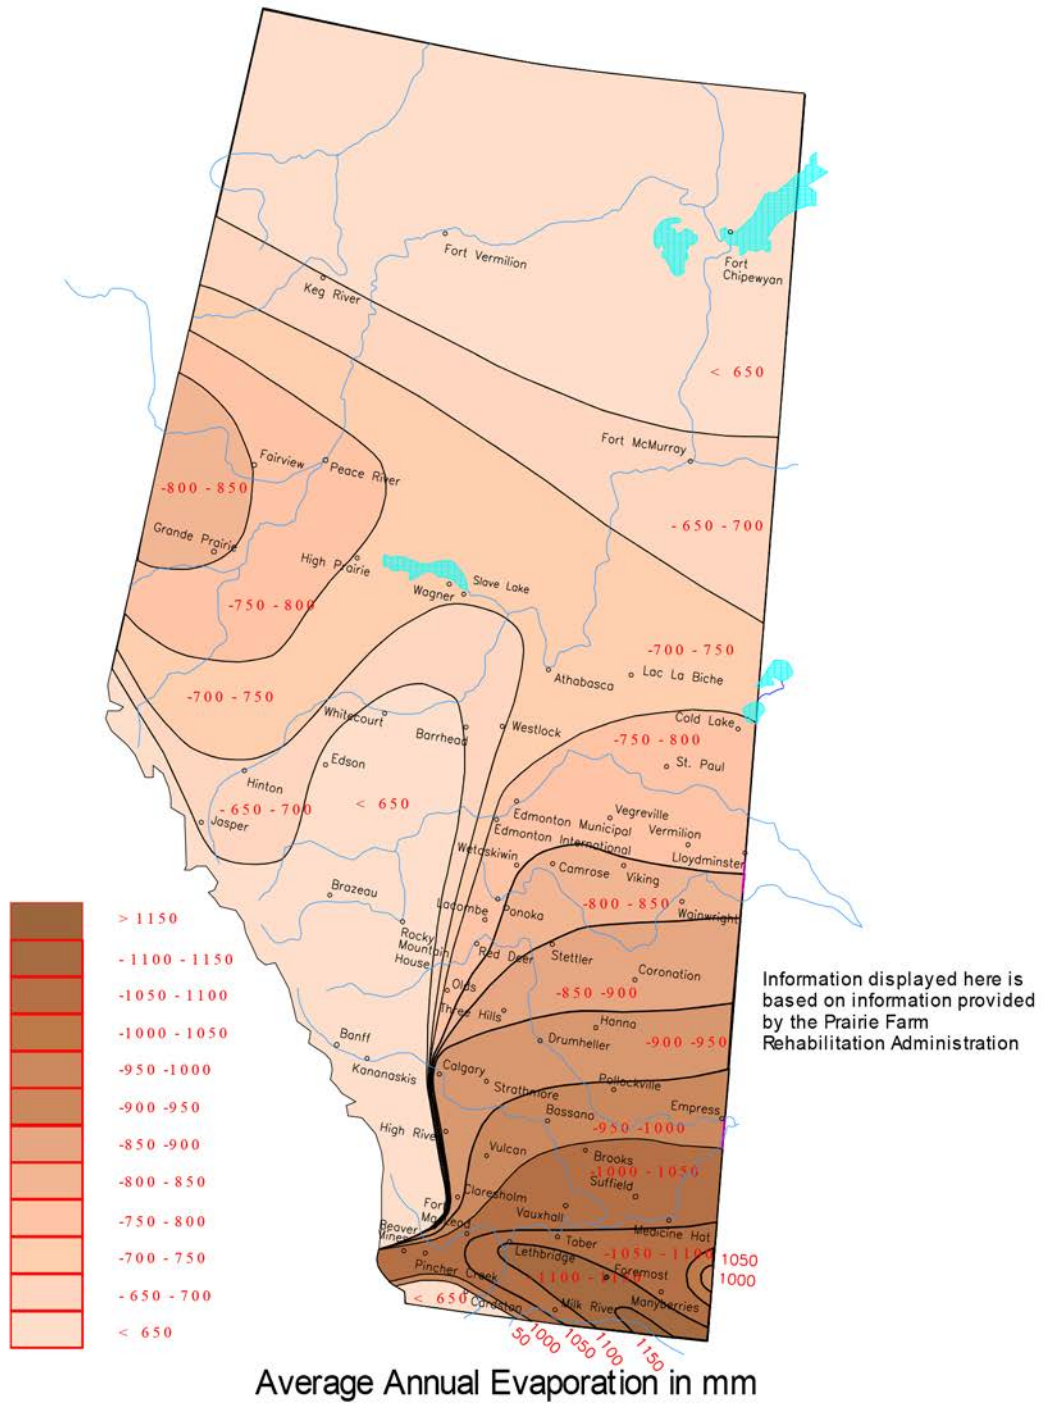 Fort Vermilion
Fort
Chipewyan
Keg River
< 650
Fort McMurray
Fairview
Peace River
-800 - 850
-650 - 700
Grande Prairie
High Prairie
Slave Lake
Wagner
-750 - 800
-700 - 750
Athabasca
Lac La Biche
-700 - 750
Whitecourt
Barrhead
Westlock
Cold Lake
-750 - 800
St. Paul
Edson
Hinton
< 650
-650 - 700
Jasper
Edmonton Municipal
Vegreville
Vermilion
Edmonton International
Wetaskiwin
Lloydminster
Camrose
Viking
Brazeau
-800 - 850
Lacombe
Ponoka
Wainwright
> 1150
Rocky
Mountain
House
Red Deer
Stettler
-1100 - 1150
Coronation
Information displayed here is
based on information provided
by the Prairie Farm
Rehabilitation Administration
-1050 - 1100
Olds
-850 -900
Three Hills
Hanna
-1000 - 1050
Banff
Drumheller
-900 -950
Kananaskis
Calgary
-950 -1000
Strathmore
Pollockville
-900 -950
Bassano
Empress
High River
-950 -1000
-850 -900
Vulcan
Brooks
-1000 - 1050
-800 - 850
Suffield
Claresholm
Fort
MacLeod
Vauxhall
-750 - 800
Beaver
Mines
Medicine Hat
Taber
-700 - 750
Lethbridge
-1050 - 1100
1050
Pincher Creek
Foremost
1000
-1100 - 1150
-650 - 700
< 650
Cardston
Milk River
Manyberries
< 650
50
1000
1050
1100
1150
Average Annual Evaporation in mm